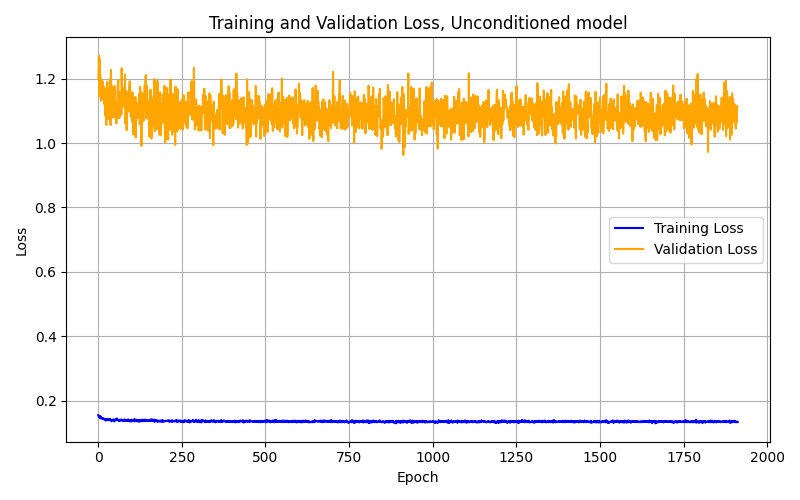 Training and Validation Loss, Unconditioned model
1.2
1.0
0.8
0.6
0.4
0.2
Loss
Training Loss
Validation Loss
0 250 500 750 1000 1250 1500 1750 2000
Epoch